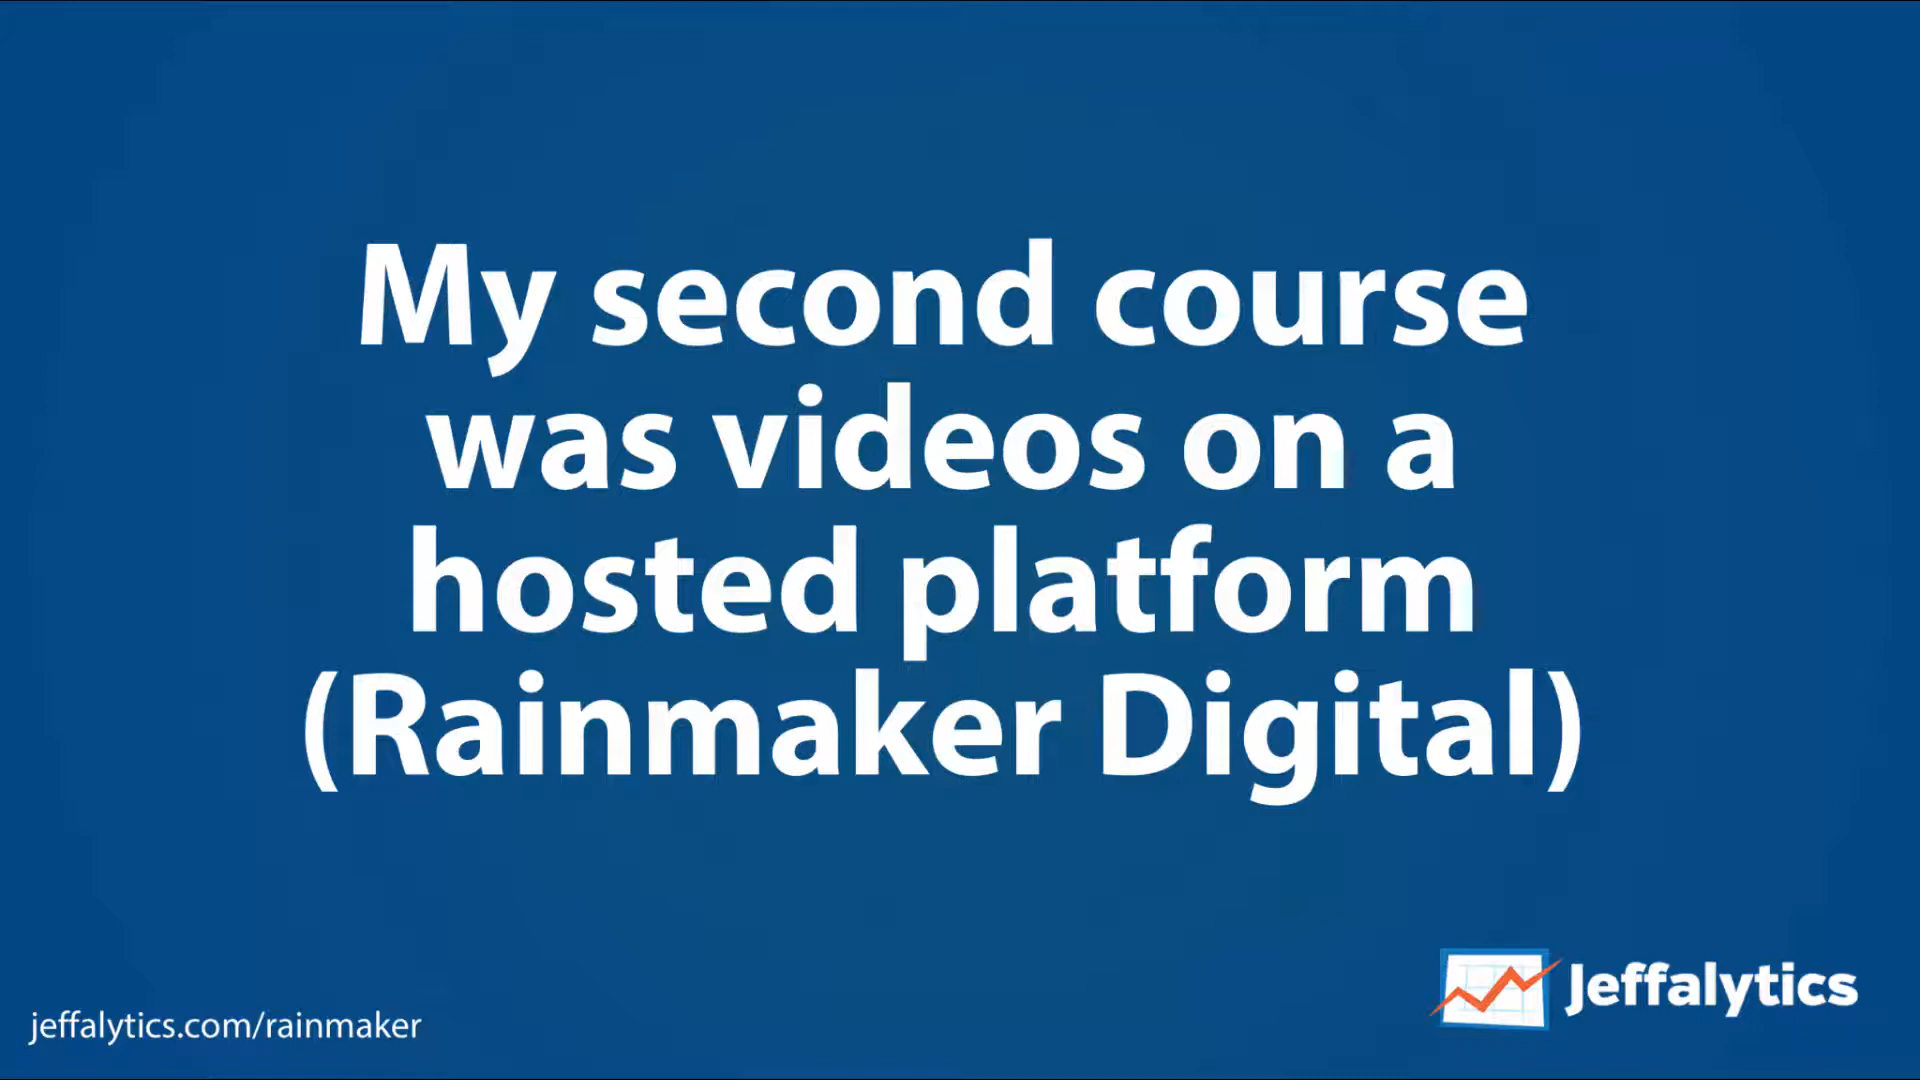 My second course
was videos on a
hosted platform
(Rainmaker Digital)
Jeffalytics
jeffalytics.com/rainmaker